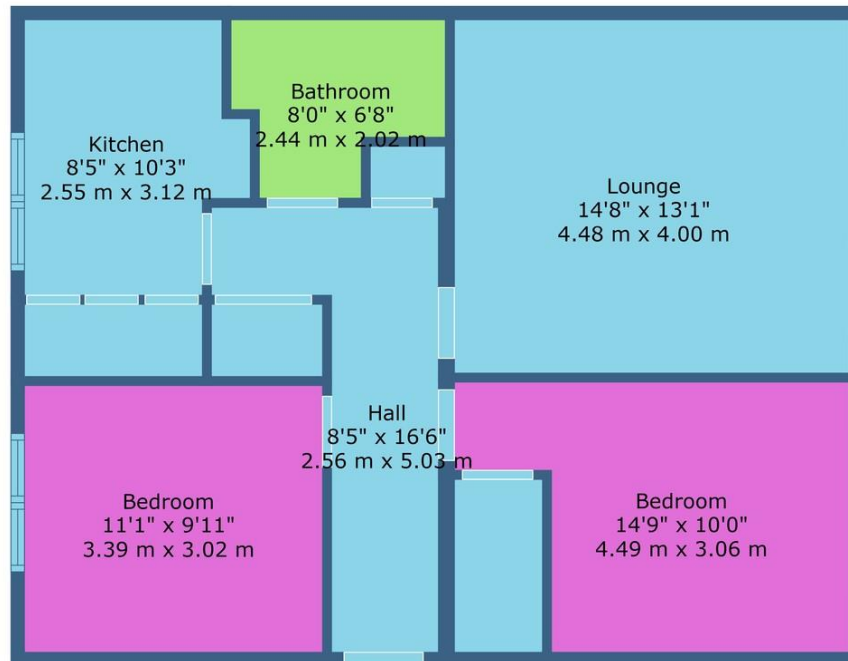 Bathroom
8'0" x 6'8"
2.44 m x 2.02 m
Kitchen
8'5" x 10'3"
2.55 m x 3.12 m
Lounge
14'8" x 13'1"
4.48 m x 4.00 m
Hall
8'5" x 16'6"
2.56 m x 5.03 m
Bedroom
11'1" x 9'11"
3.39 m x 3.02 m
Bedroom
14'9" x 10'0"
4.49 m x 3.06 m